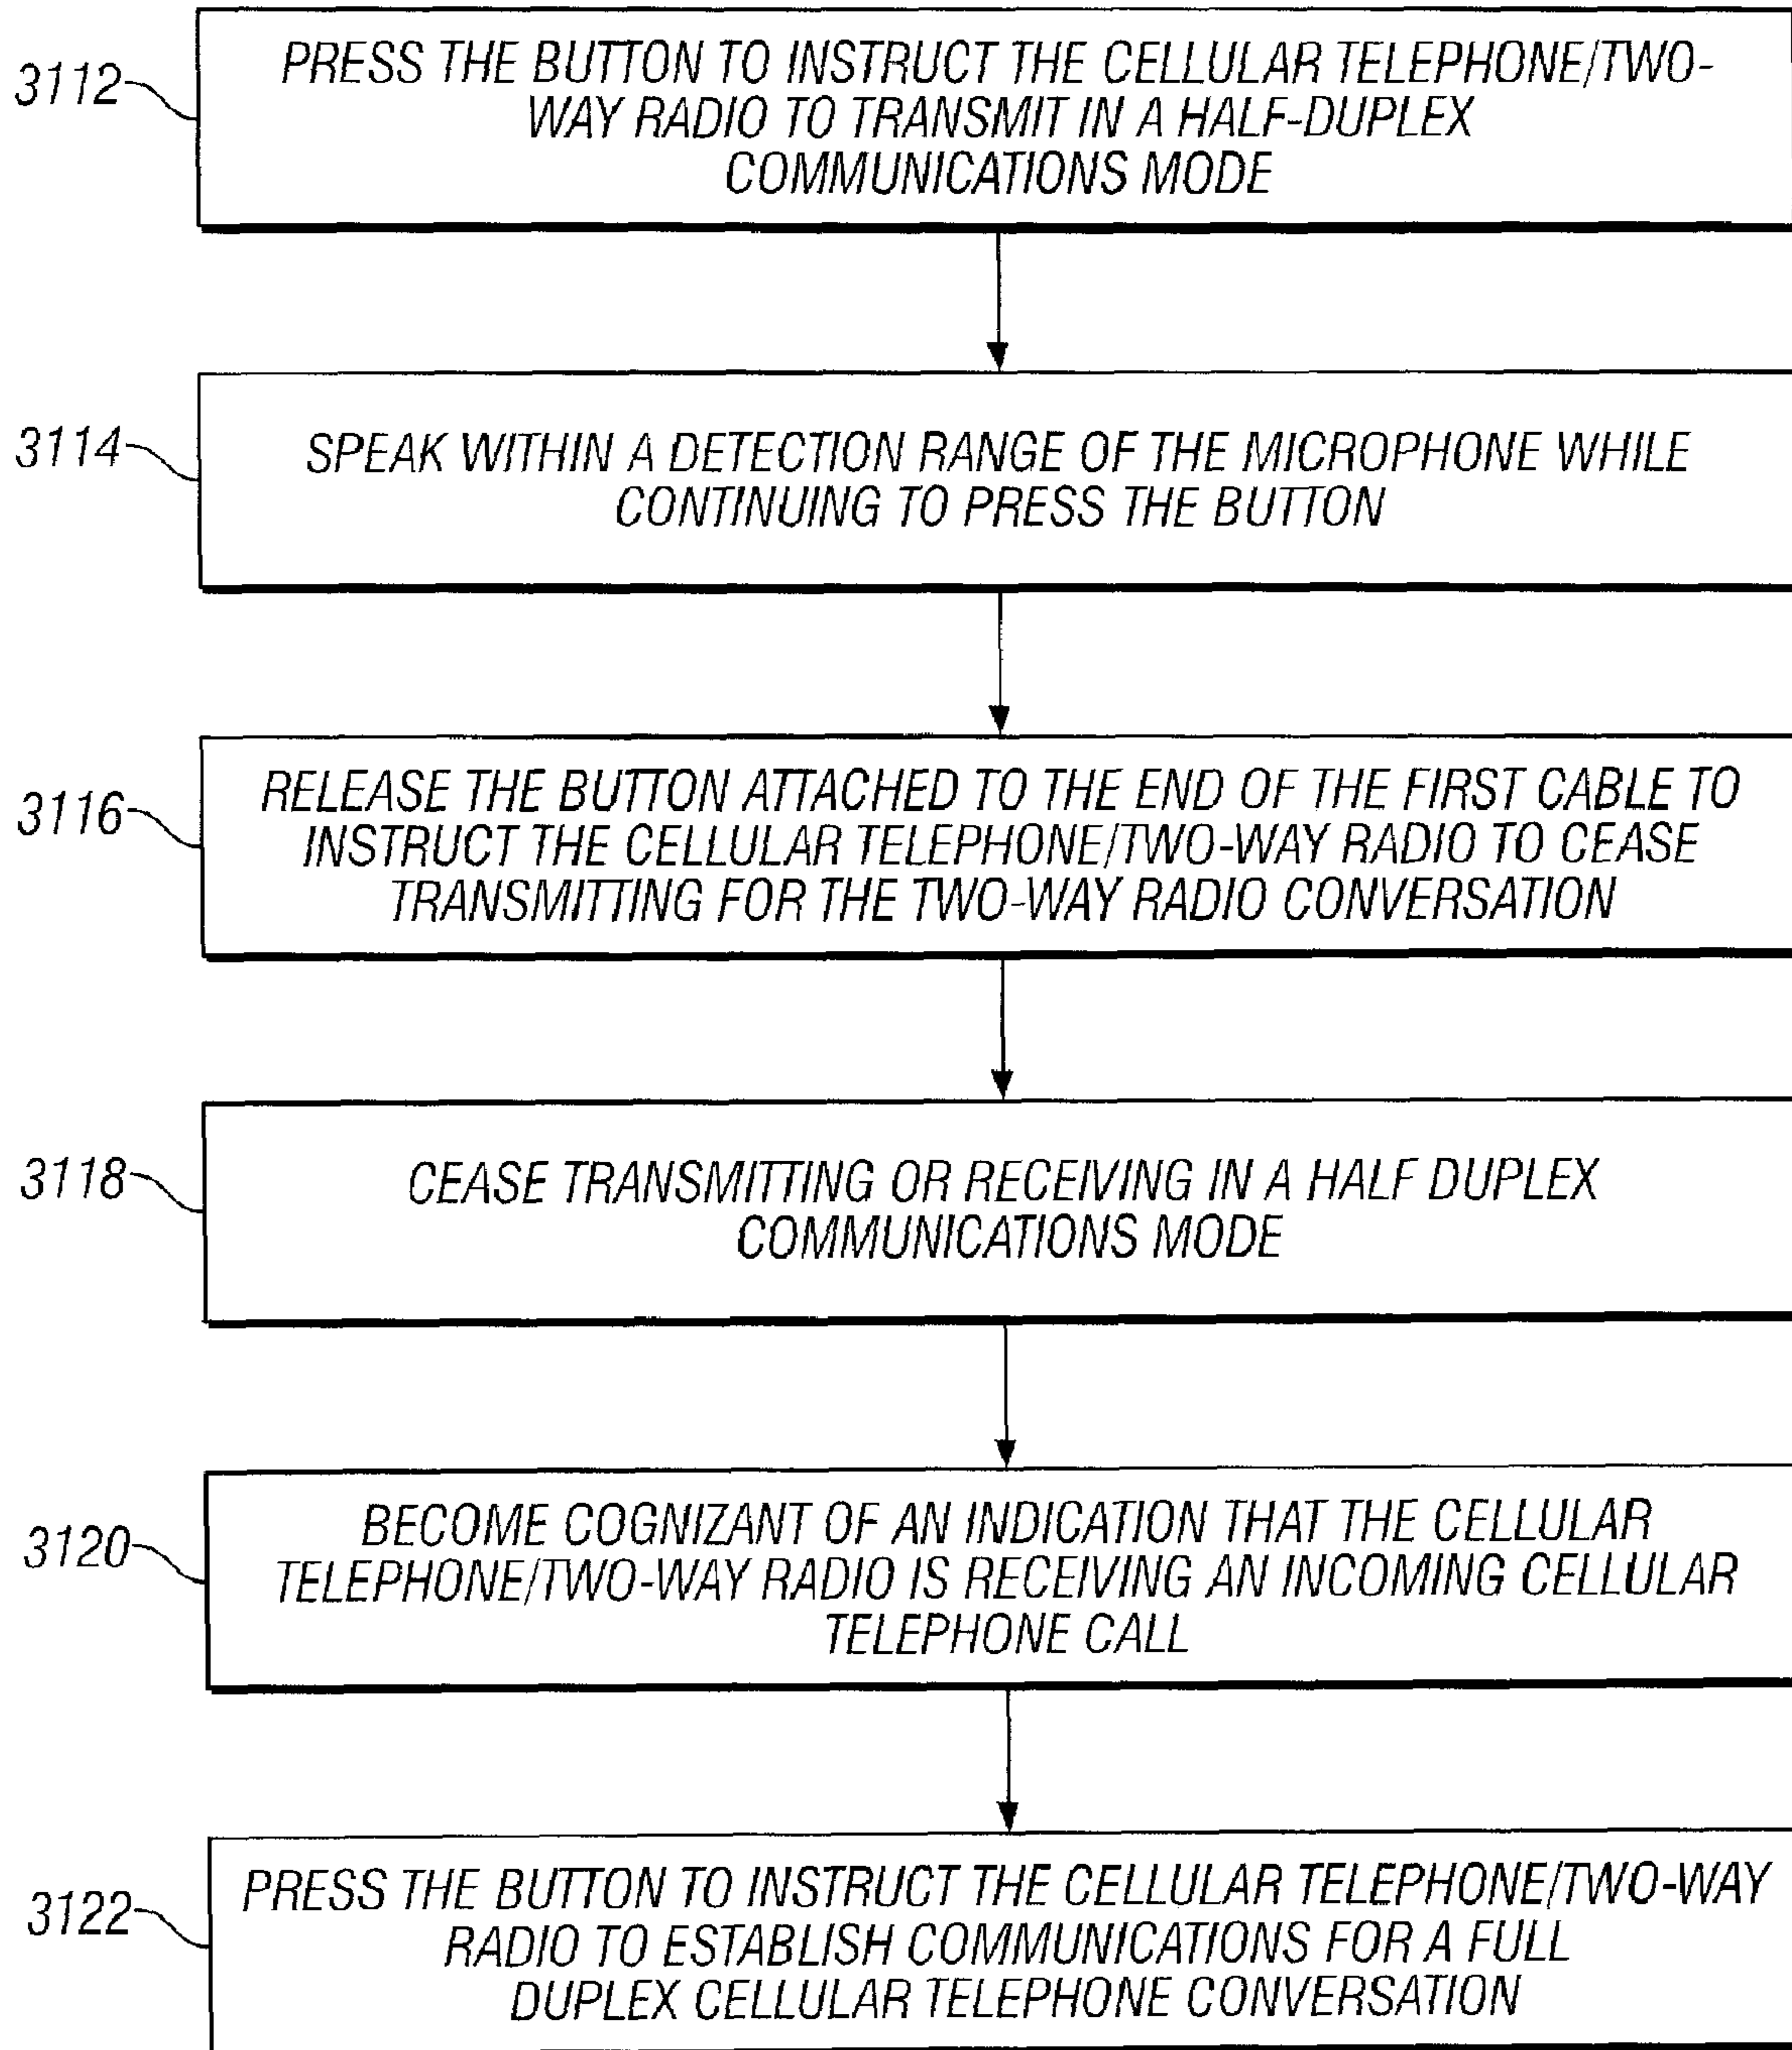 3112
PRESS THE BUTTON TO INSTRUCT THE CELLULAR TELEPHONE/TWO-
WAY RADIO TO TRANSMIT IN A HALF-DUPLEX
COMMUNICATIONS MODE
3114
SPEAK WITHIN A DETECTION RANGE OF THE MICROPHONE WHILE
CONTINUING TO PRESS THE BUTTON
3116
RELEASE THE BUTTON ATTACHED TO THE END OF THE FIRST CABLE TO
INSTRUCT THE CELLULAR TELEPHONE/TWO-WAY RADIO TO CEASE
TRANSMITTING FOR THE TWO-WAY RADIO CONVERSATION
3118
CEASE TRANSMITTING OR RECEIVING IN A HALF DUPLEX
COMMUNICATIONS MODE
3120
BECOME COGNIZANT OF AN INDICATION THAT THE CELLULAR
TELEPHONE/TWO-WAY RADIO IS RECEIVING AN INCOMING CELLULAR
TELEPHONE CALL
3122
PRESS THE BUTTON TO INSTRUCT THE CELLULAR TELEPHONE/TWO-WAY
RADIO TO ESTABLISH COMMUNICATIONS FOR A FULL
DUPLEX CELLULAR TELEPHONE CONVERSATION